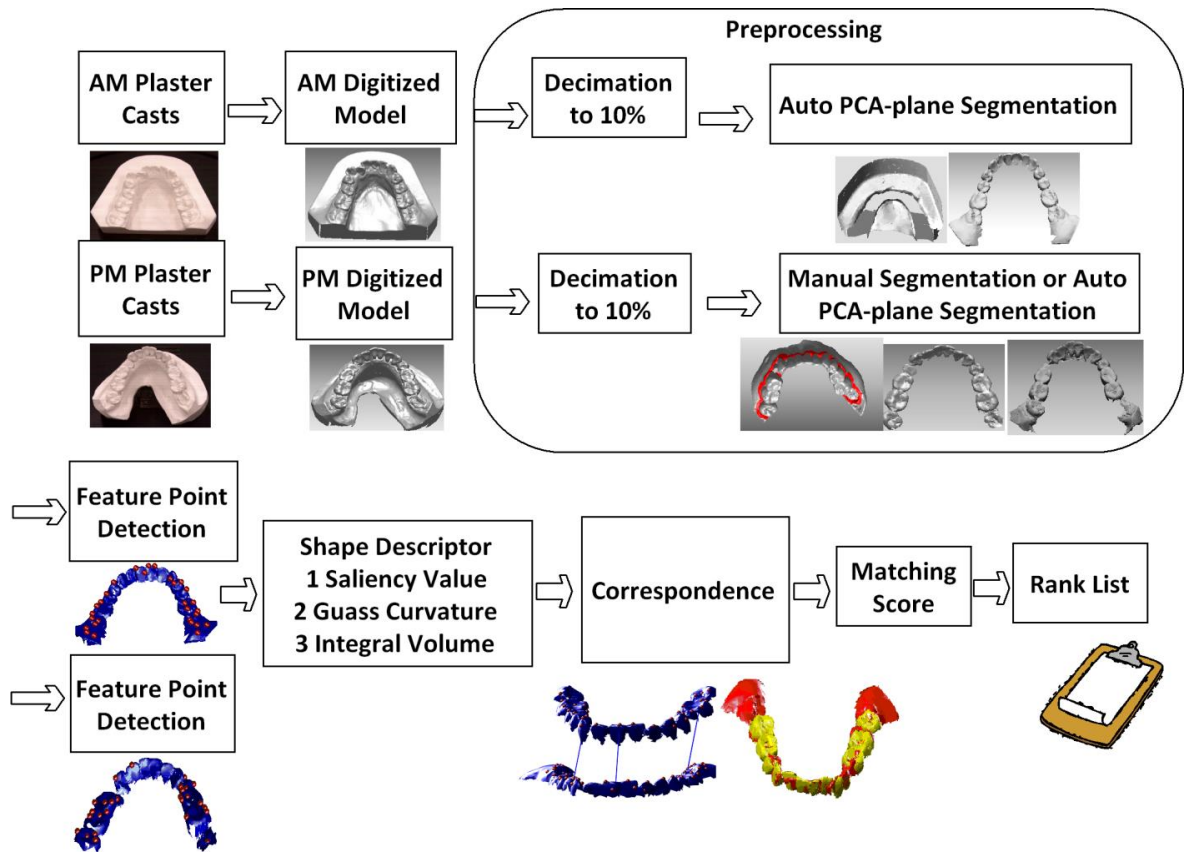 Preprocessing
AM Plaster
Casts
AM Digitized
Model
Decimation
to 10%
Auto PCA-plane Segmentation
PM Plaster
Casts
PM Digitized
Model
Decimation
to 10%
Manual Segmentation or Auto
PCA-plane Segmentation
Feature Point
Detection
Shape Descriptor
1 Saliency Value
2 Guass Curvature
3 Integral Volume
Correspondence
Matching
Score
Rank List
Feature Point
Detection